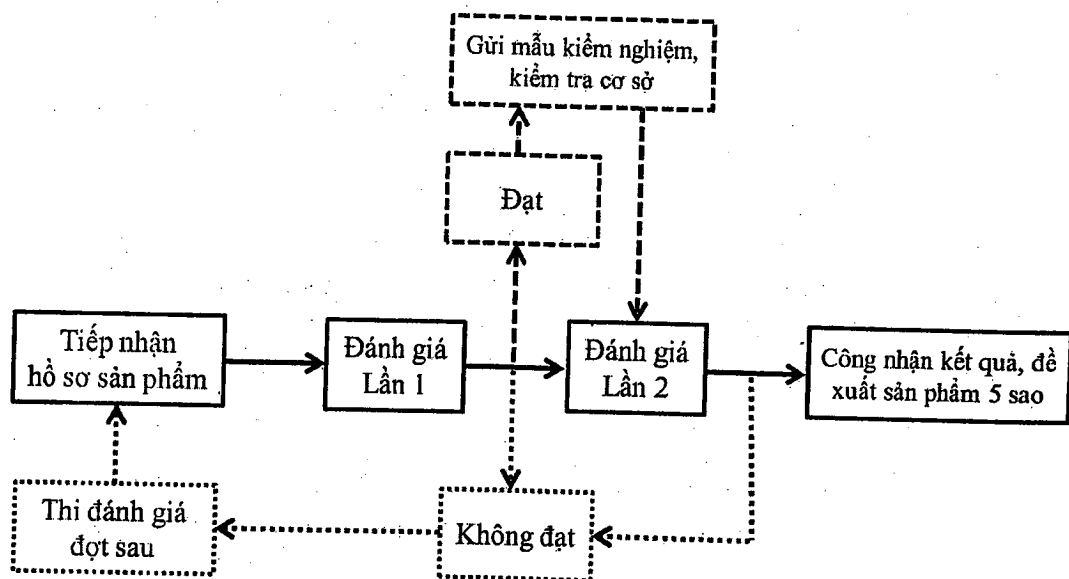 Gửi mẫu kiểm nghiệm,
kiểm tra cơ sở
Đạt
Tiếp nhận
hồ sơ sản phẩm
Đánh giá
Lần 1
Đánh giá
Lần 2
Công nhận kết quả, đề
xuất sản phẩm 5 sao
Thi đánh giá
đợt sau
Không đạt